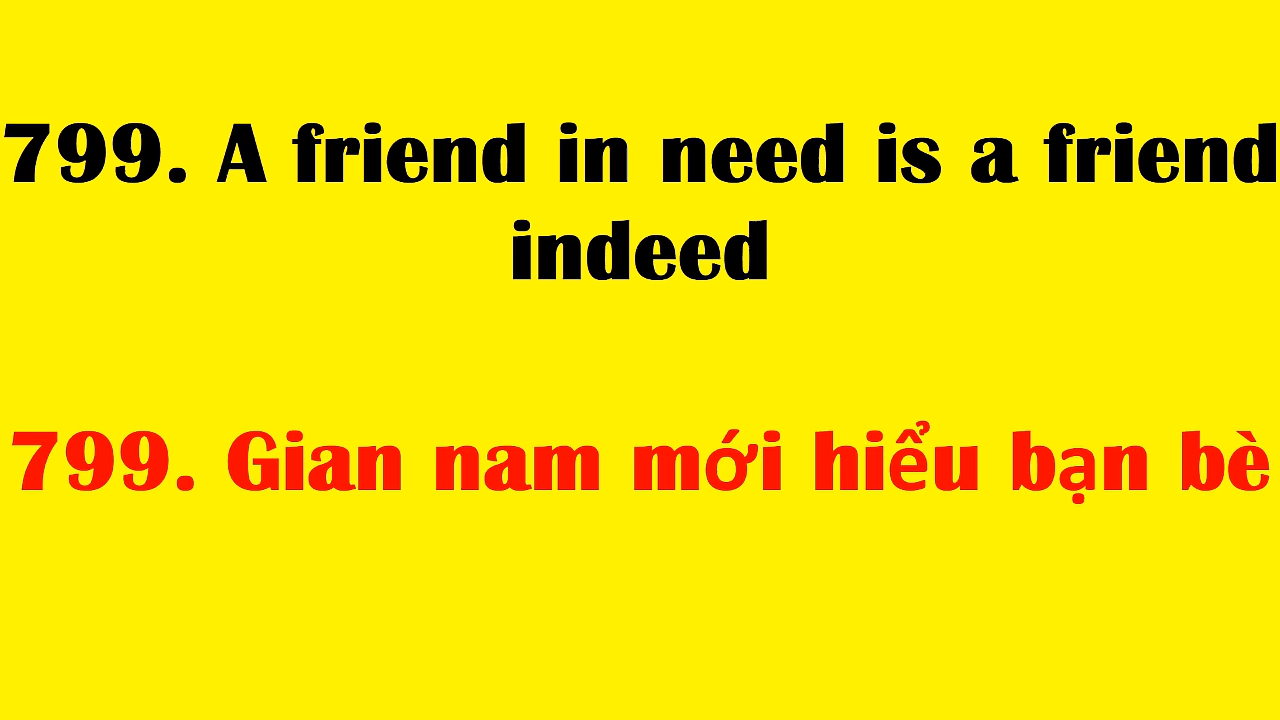 799. A friend in need is a friend
indeed
799. Gian nam mới hiểu bạn bè